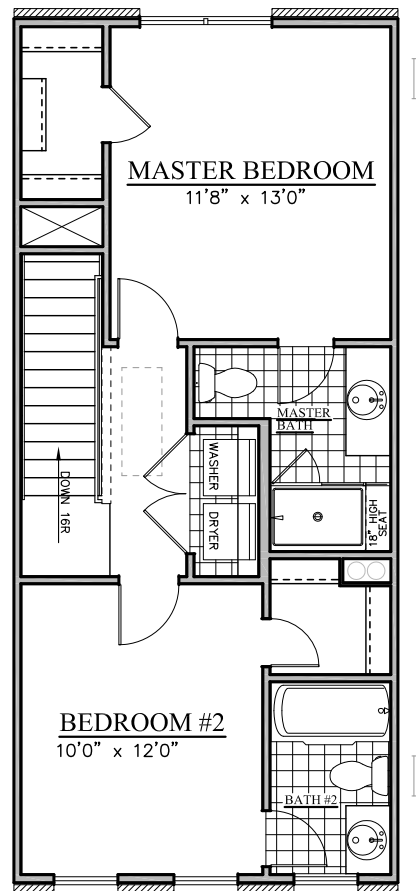 MASTER BEDROOM
11'8" x 13'0"
MASTER
BATH
WASHER
DRYER
DOWN 16R
18" HIGH
SEAT
BEDROOM #2
10'0" x 12'0"
BATH #2